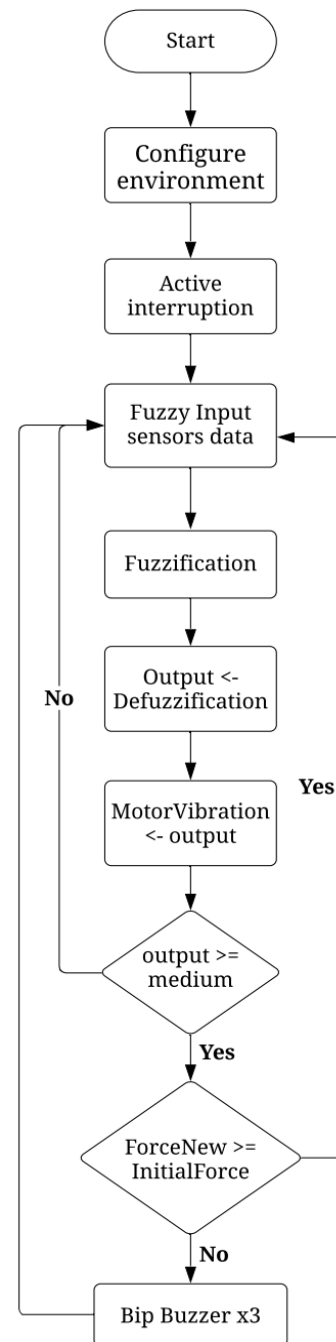 Start
Configure
environment
Active
interruption
Fuzzy Input
sensors data
Fuzzification
Output <-
Defuzzification
No
MotorVibration
<- output
Yes
output >=
medium
Yes
ForceNew >=
InitialForce
No
Bip Buzzer x3